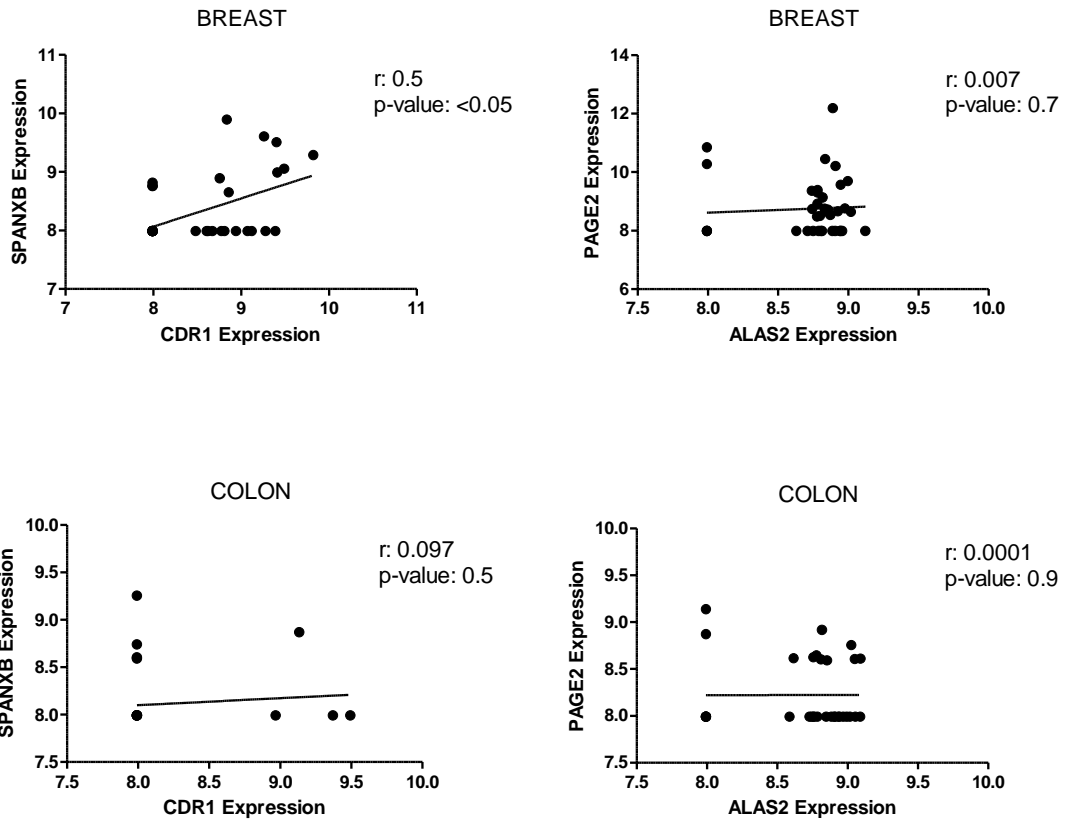 BREAST
11
10
9
8
7
7
8
9
10
11
SPANXB Expression
CDR1 Expression
r: 0.5
p-value: <0.05
BREAST
14
12
10
8
6
7.5
8.0
8.5
9.0
9.5
10.0
PAGE2 Expression
ALAS2 Expression
r: 0.007
p-value: 0.7
COLON
10.0
9.5
9.0
8.5
8.0
7.5
7.5
8.0
8.5
9.0
9.5
10.0
SPANXB Expression
CDR1 Expression
r: 0.097
p-value: 0.5
COLON
10.0
9.5
9.0
8.5
8.0
7.5
7.5
8.0
8.5
9.0
9.5
10.0
PAGE2 Expression
ALAS2 Expression
r: 0.0001
p-value: 0.9